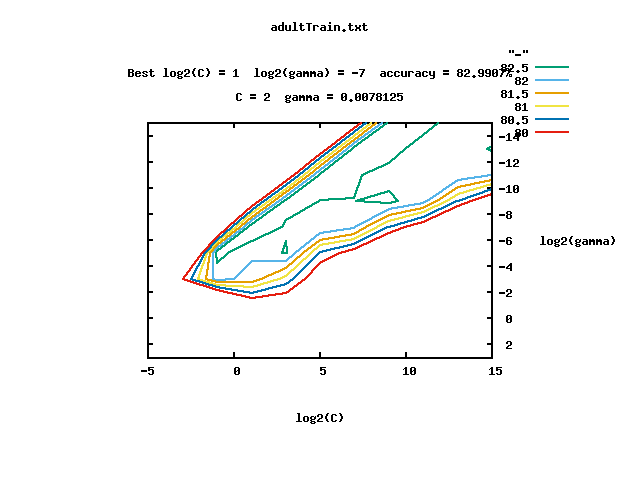 adultTrain.txt
"-"
Best log2(C) = 1 log2(gamma) = -7 accuracy = 82.9907%
82.5
82
C = 2 gamma = 0.0078125
81.5
81
80.5
80
-14
-12
-10
-8
-6
-4
-2
0
2
log2(gamma)
-5 0 5 10 15
log2(C)